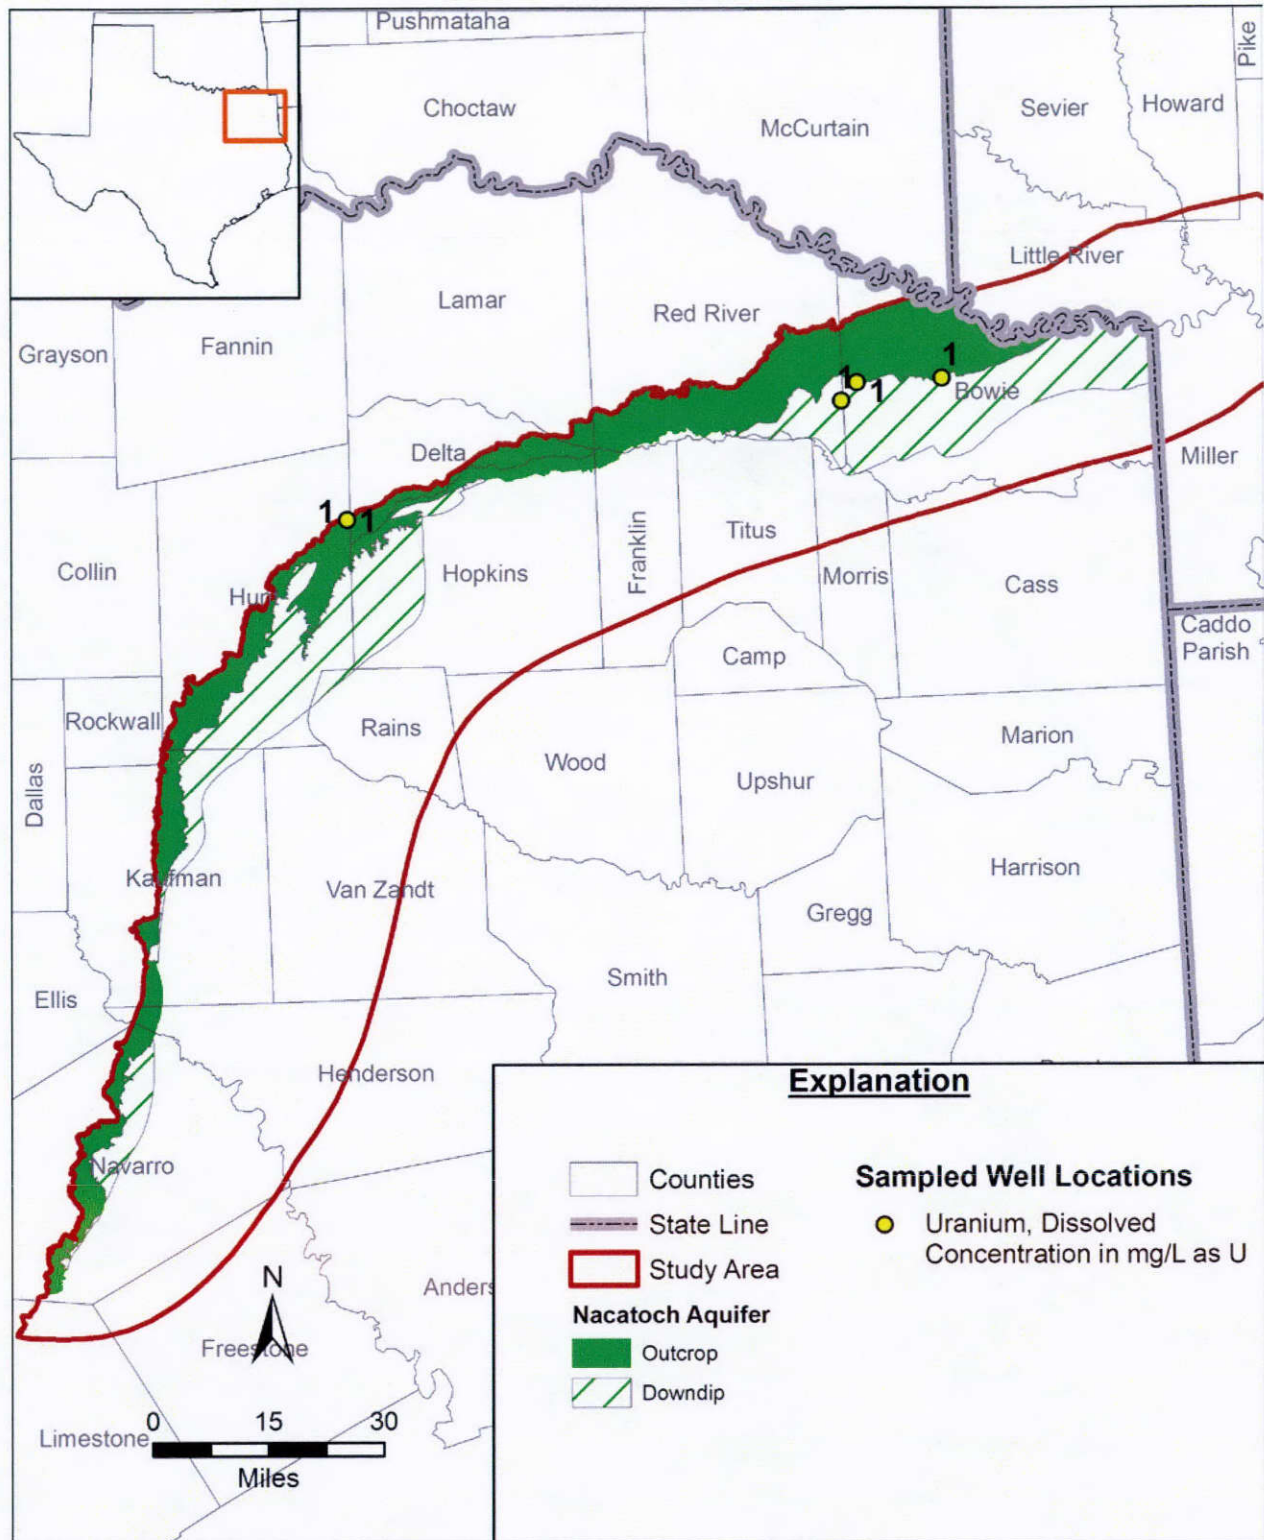 Pushmataha
Pike
Choctaw
McCurtain
Sevier
Howard
Little River
Lamar
Red River
Grayson
Fannin
1
1
1
Bowie
Delta
Miller
1
1
Collin
Hopkins
Franklin
Titus
Morris
Cass
Caddo
Parish
Camp
Rockwall
Rains
Wood
Marion
Dallas
Upshur
Kaufman
Van Zandt
Harrison
Gregg
Smith
Ellis
Henderson
Navarro
Anders
Freestone
Limestone
N
0 15 30
Miles
Explanation
Counties
State Line
Study Area
Nacatoch Aquifer
Outcrop
Downdip
Sampled Well Locations
Uranium, Dissolved
Concentration in mg/L as U